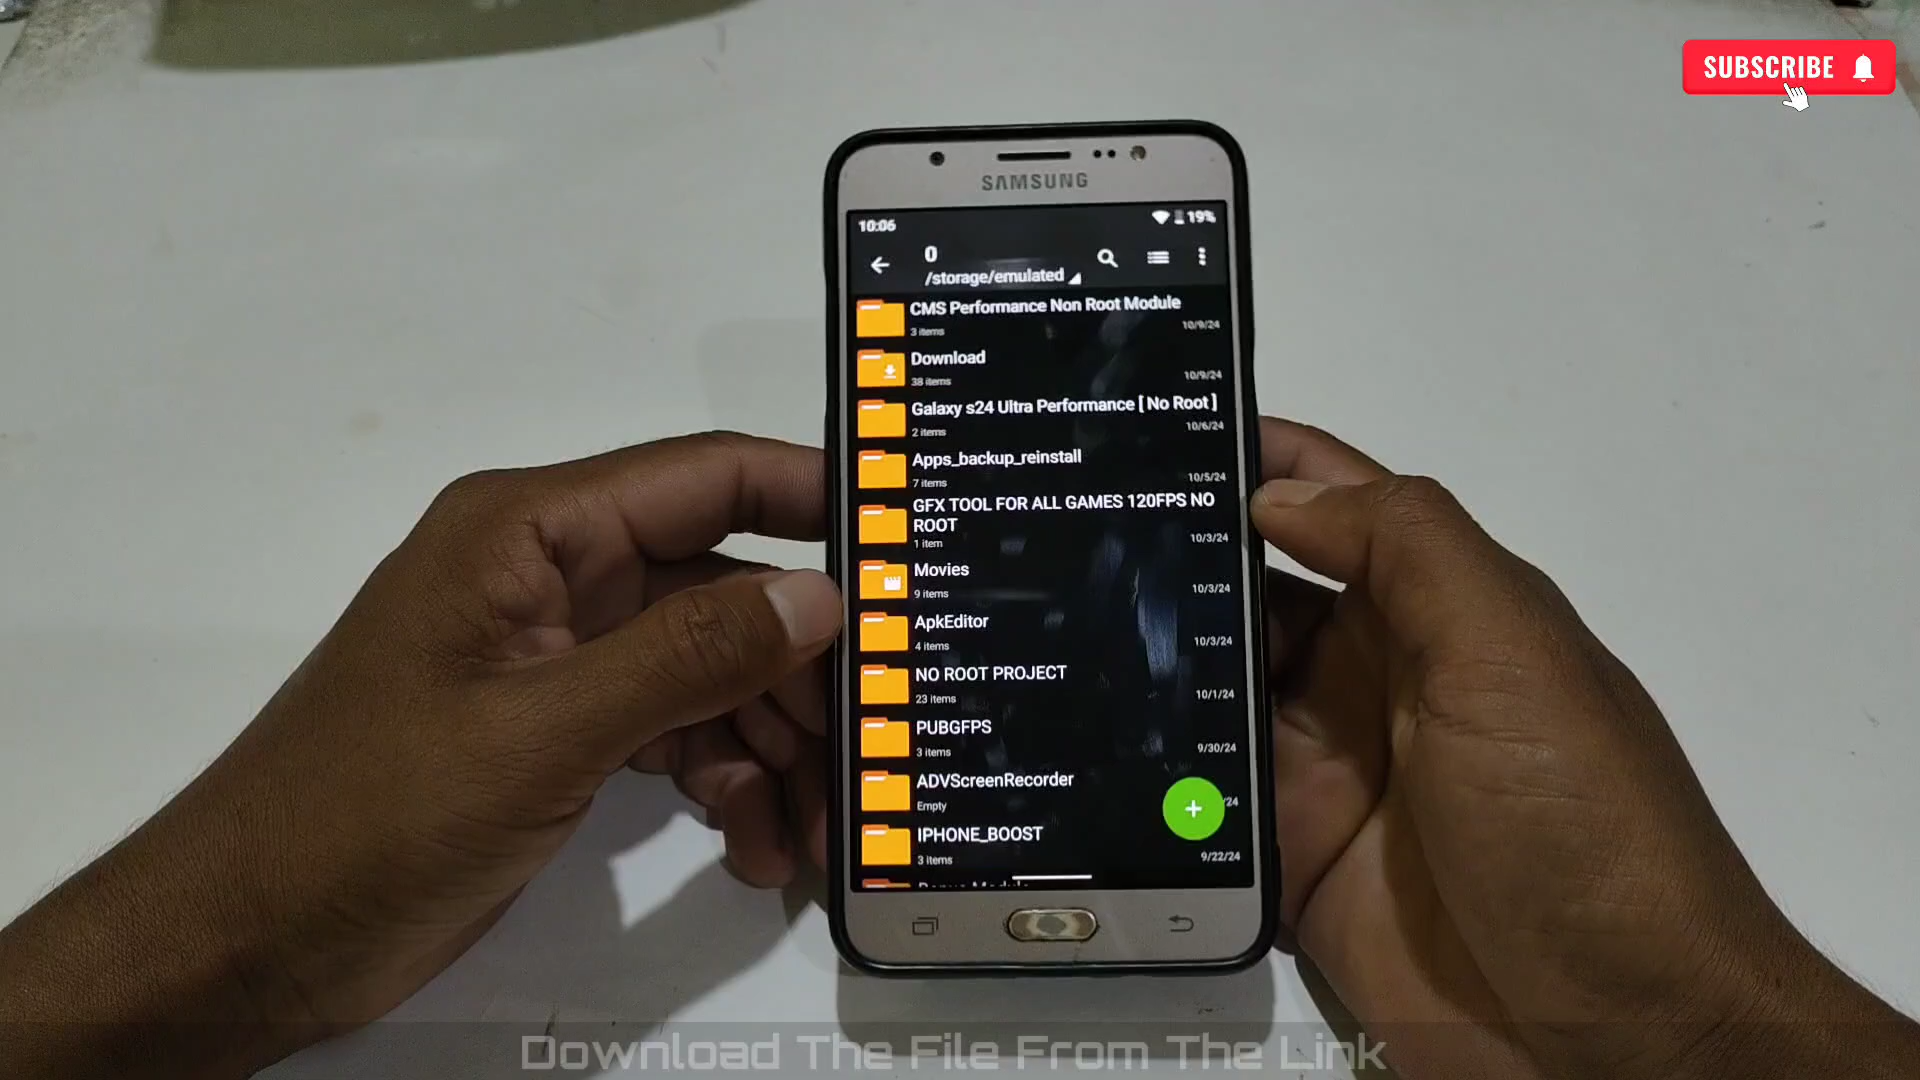 SUBSCRIBE
SAMSUNG
10:06
19%
0
/storage/emulated
CMS Performance Non Root Module
3 items
10/9/24
Download
38 items
10/9/24
Galaxy s24 Ultra Performance [ No Root ]
2 items
10/6/24
Apps_backup_reinstall
7 items
10/5/24
GFX TOOL FOR ALL GAMES 120FPS NO
ROOT
1 item
10/3/24
Movies
9 items
10/3/24
ApkEditor
4 items
10/3/24
NO ROOT PROJECT
23 items
10/1/24
PUBGFPS
3 items
9/30/24
ADVScreenRecorder
Empty
/24
IPHONE_BOOST
3 items
9/22/24
Download The File From The Link